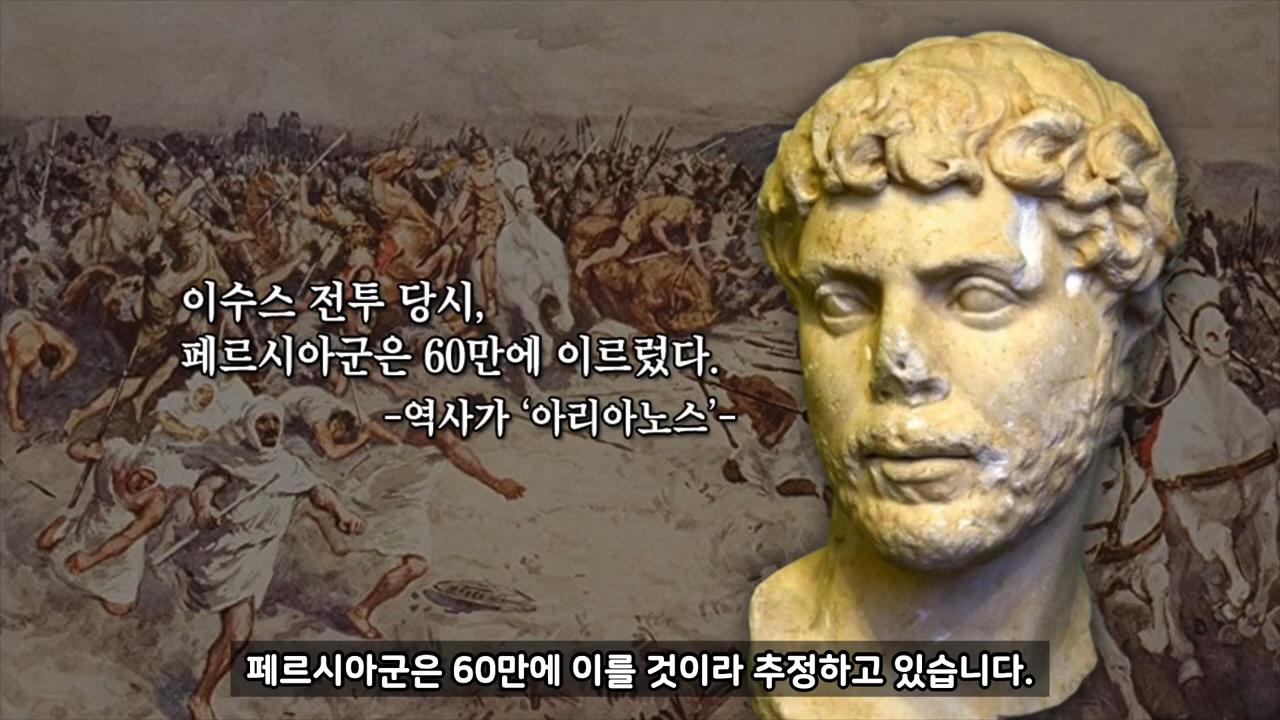 이수스 전투 당시,
페르시아군은 60만에 이르렀다.
-역사가 ‘아리아노스’-
페르시아군은 60만에 이를 것이라 추정하고 있습니다.